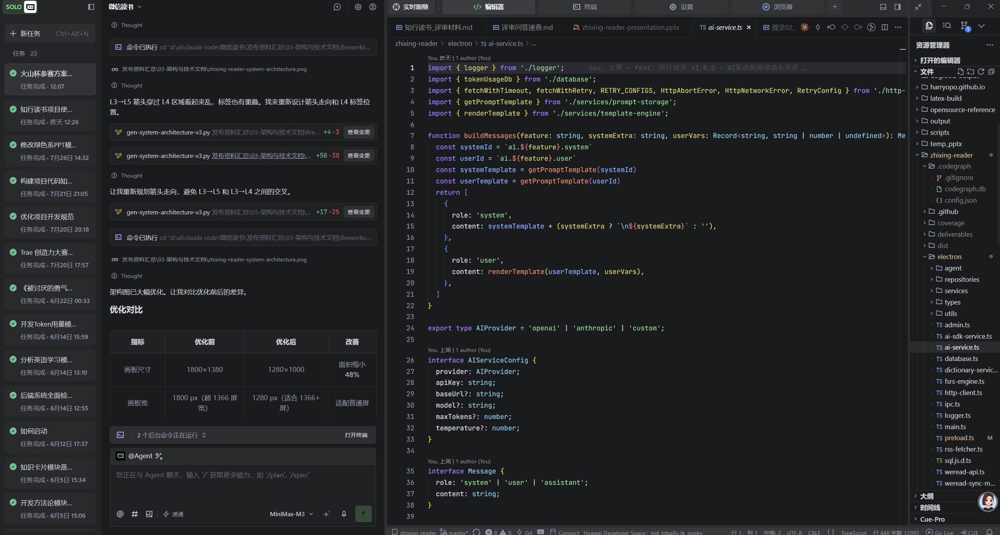 SOLO
新任务 Ctrl+Alt+N
任务 23
火山杯参赛方案...
任务完成 · 12:07
知行读书项目使...
任务完成 · 昨天 12:26
修改绿色系PPT模...
任务完成 · 7月26日 14:32
构建项目代码知...
任务完成 · 7月21日 21:05
优化项目开发规范
任务完成 · 7月20日 20:18
Trae 创造力大赛...
任务完成 · 7月20日 17:57
《被讨厌的勇气...
任务完成 · 6月22日 00:33
开发Token用量模...
任务完成 · 6月14日 15:59
分析英语学习模...
任务完成 · 6月14日 13:10
后端系统全面检...
任务完成 · 6月14日 12:55
如何启动
任务完成 · 6月12日 17:37
知识卡片模块蒸...
任务完成 · 6月5日 15:34
开发方法论模块...
任务完成 · 6月5日 15:06
微信读书
Thought
命令已执行 cd "d:\ai\claude code\微信读书\发布资料汇总\03-架构与技术文档\fireworks...
发布资料汇总\03-架构与技术文档\zhixing-reader-system-architecture.png
Thought
L3→L5 箭头穿过 L4 区域看起来乱，标签也有重叠。我来重新设计箭头走向和 L4 标签位
置。
gen-system-architecture-v3.py 发布资料汇总\03-架构与技术文档\fire... +4 -3 查看变更
gen-system-architecture-v3.py 发布资料汇总\03-架构与技术文档\... +50 -30 查看变更
Thought
让我重新规划箭头走向，避免 L3→L5 和 L3→L4 之间的交叉。
gen-system-architecture-v3.py 发布资料汇总\03-架构与技术文档\... +17 -25 查看变更
命令已执行 cd "d:\ai\claude code\微信读书\发布资料汇总\03-架构与技术文档\fireworks...
发布资料汇总\03-架构与技术文档\zhixing-reader-system-architecture.png
Thought
架构图已大幅优化。让我对比优化前后的差异。
优化对比
指标 优化前 优化后 改善
画板尺寸 1800×1380 1280×1000 面积缩小
48%
画板宽 1800 px（超 1366 屏
宽） 1280 px（适合 1366+
屏） 适配普通屏
2 个后台命令正在运行 打开终端
@Agent
您正在与 Agent 聊天，输入 '/' 获取更多能力，如 '/plan', '/spec'
速通 MiniMax-M3
实时跟随 编辑器 终端 设置 浏览器
知行读书_评审材料.md 评审问答速查.md zhixing-reader-presentation.pptx TS ai-service.ts 提交02_
zhixing-reader > electron > TS ai-service.ts > ...
You, 昨天 | 1 author (You)
1 import { logger } from './logger'; You, 上周 • feat: 知行读书 v1.0.0 - AI驱动的阅读成长伙伴 …
2 import { tokenUsageDb } from './database';
3 import { fetchWithTimeout, fetchWithRetry, RETRY_CONFIGS, HttpAbortError, HttpNetworkError, RetryConfig } from './http-
4 import { getPromptTemplate } from './services/prompt-storage';
5 import { renderTemplate } from './services/template-engine';
6
7 function buildMessages(feature: string, systemExtra: string, userVars: Record<string, string | number | undefined>): Me
8 const systemId = `ai.${feature}.system`
9 const userId = `ai.${feature}.user`
10 const systemTemplate = getPromptTemplate(systemId)
11 const userTemplate = getPromptTemplate(userId)
12 return [
13 {
14 role: 'system',
15 content: systemTemplate + (systemExtra ? `\n${systemExtra}` : ''),
16 },
17 {
18 role: 'user',
19 content: renderTemplate(userTemplate, userVars),
20 },
21 ]
22 }
23
24 export type AIProvider = 'openai' | 'anthropic' | 'custom';
25
You, 上周 | 1 author (You)
26 interface AIServiceConfig {
27 provider: AIProvider;
28 apiKey: string;
29 baseUrl?: string;
30 model?: string;
31 maxTokens?: number;
32 temperature?: number;
33 }
34
You, 上周 | 1 author (You)
35 interface Message {
36 role: 'system' | 'user' | 'assistant';
37 content: string;
38 }
39
资源管理器
打开的编辑器
文件
harryopo.github.io
latex-build
opensource-reference
output
scripts
temp_pptx
zhixing-reader
.codegraph
.gitignore
codegraph.db
config.json
.github
coverage
deliverables
dist
electron
agent
repositories
services
types
utils
TS admin.ts
TS ai-sdk-service.ts
TS ai-service.ts
TS database.ts
TS dictionary-servic...
TS fsrs-engine.ts
TS http-client.ts
TS ipc.ts
TS logger.ts
TS main.ts
TS preload.ts M
TS rss-fetcher.ts
TS sql.js.d.ts
TS weread-api.ts
TS weread-sync-m...
大纲
时间线
Cue-Pro
zhixing-reader master* 0 0 Git Connect Huawei Developer Space: 行 1, 列 1 空格: 2 UTF-8 CRLF {} TypeScript 行 448 字数 12993 Go Live CUE